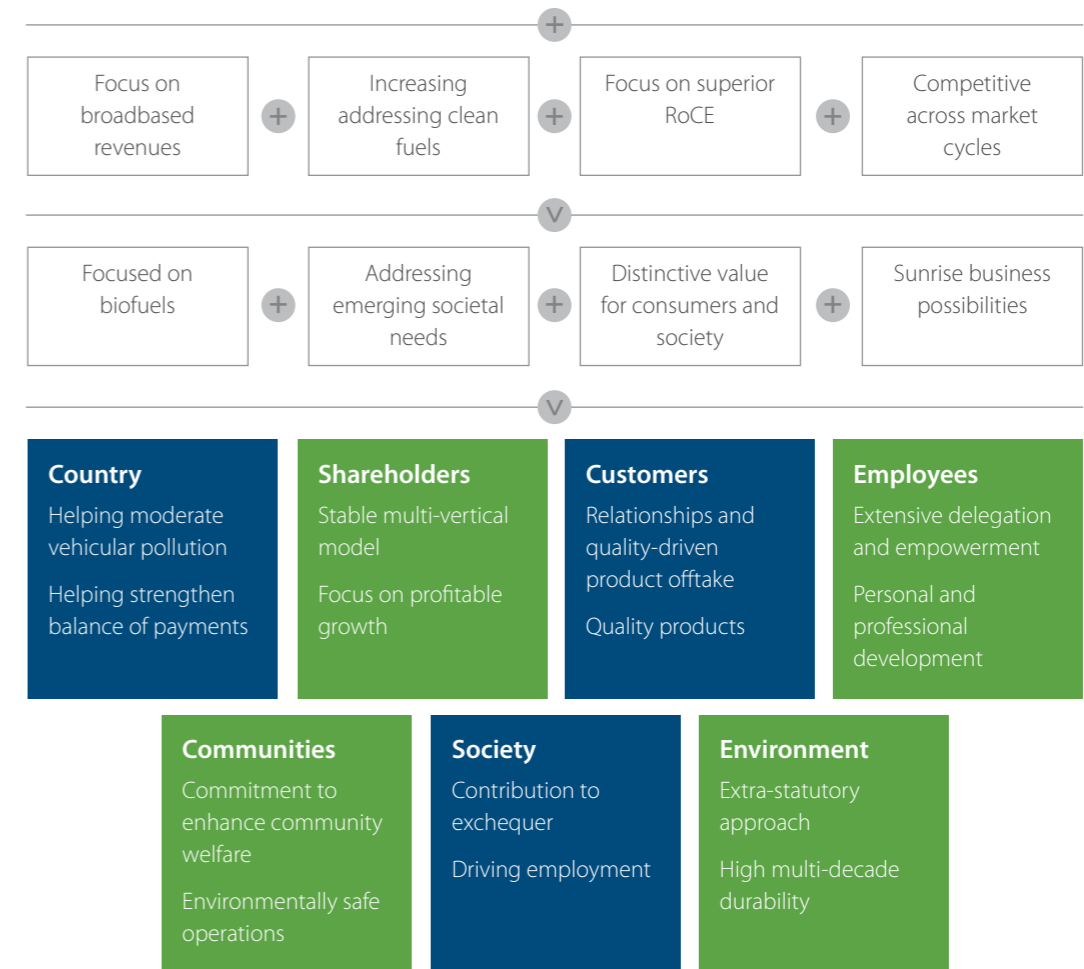 +
Focus on
broadbased
revenues
+
Increasing
addressing clean
fuels
+
Focus on superior
RoCE
+
Competitive
across market
cycles
V
Focused on
biofuels
+
Addressing
emerging societal
needs
+
Distinctive value
for consumers and
society
+
Sunrise business
possibilities
V
Country
Helping moderate
vehicular pollution
Helping strengthen
balance of payments
Shareholders
Stable multi-vertical
model
Focus on profitable
growth
Customers
Relationships and
quality-driven
product offtake
Quality products
Employees
Extensive delegation
and empowerment
Personal and
professional
development
Communities
Commitment to
enhance community
welfare
Environmentally safe
operations
Society
Contribution to
exchequer
Driving employment
Environment
Extra-statutory
approach
High multi-decade
durability